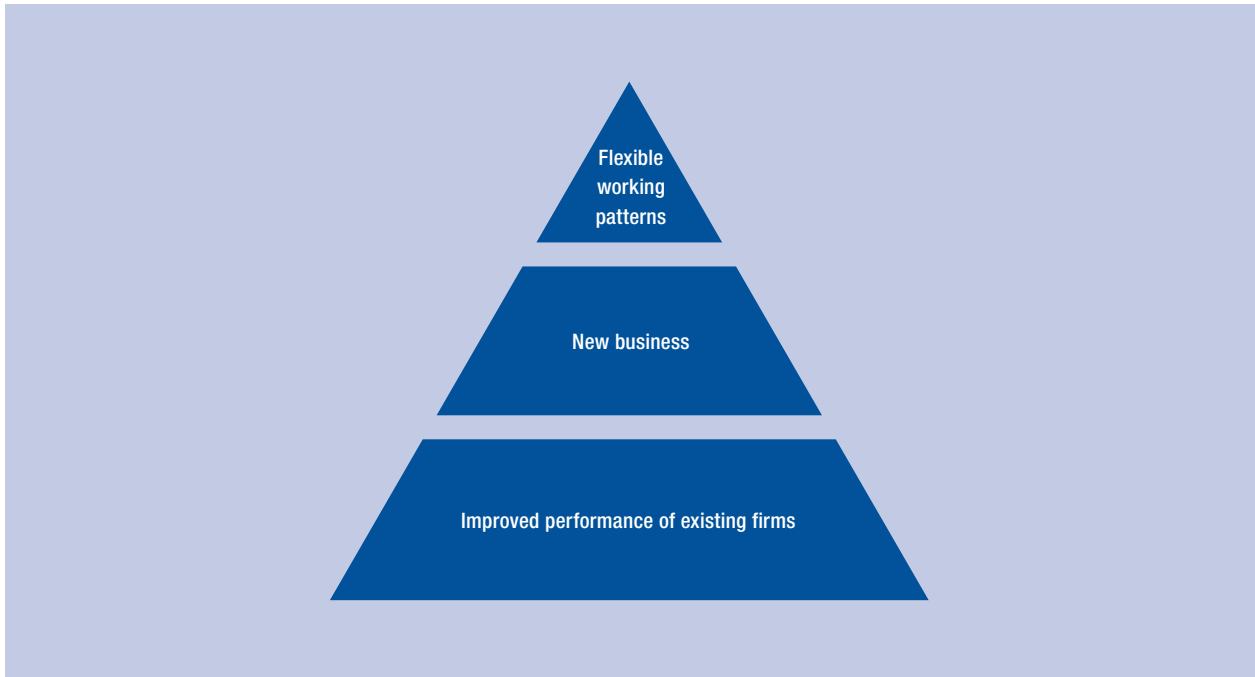 Flexible
working
patterns
New business
Improved performance of existing firms